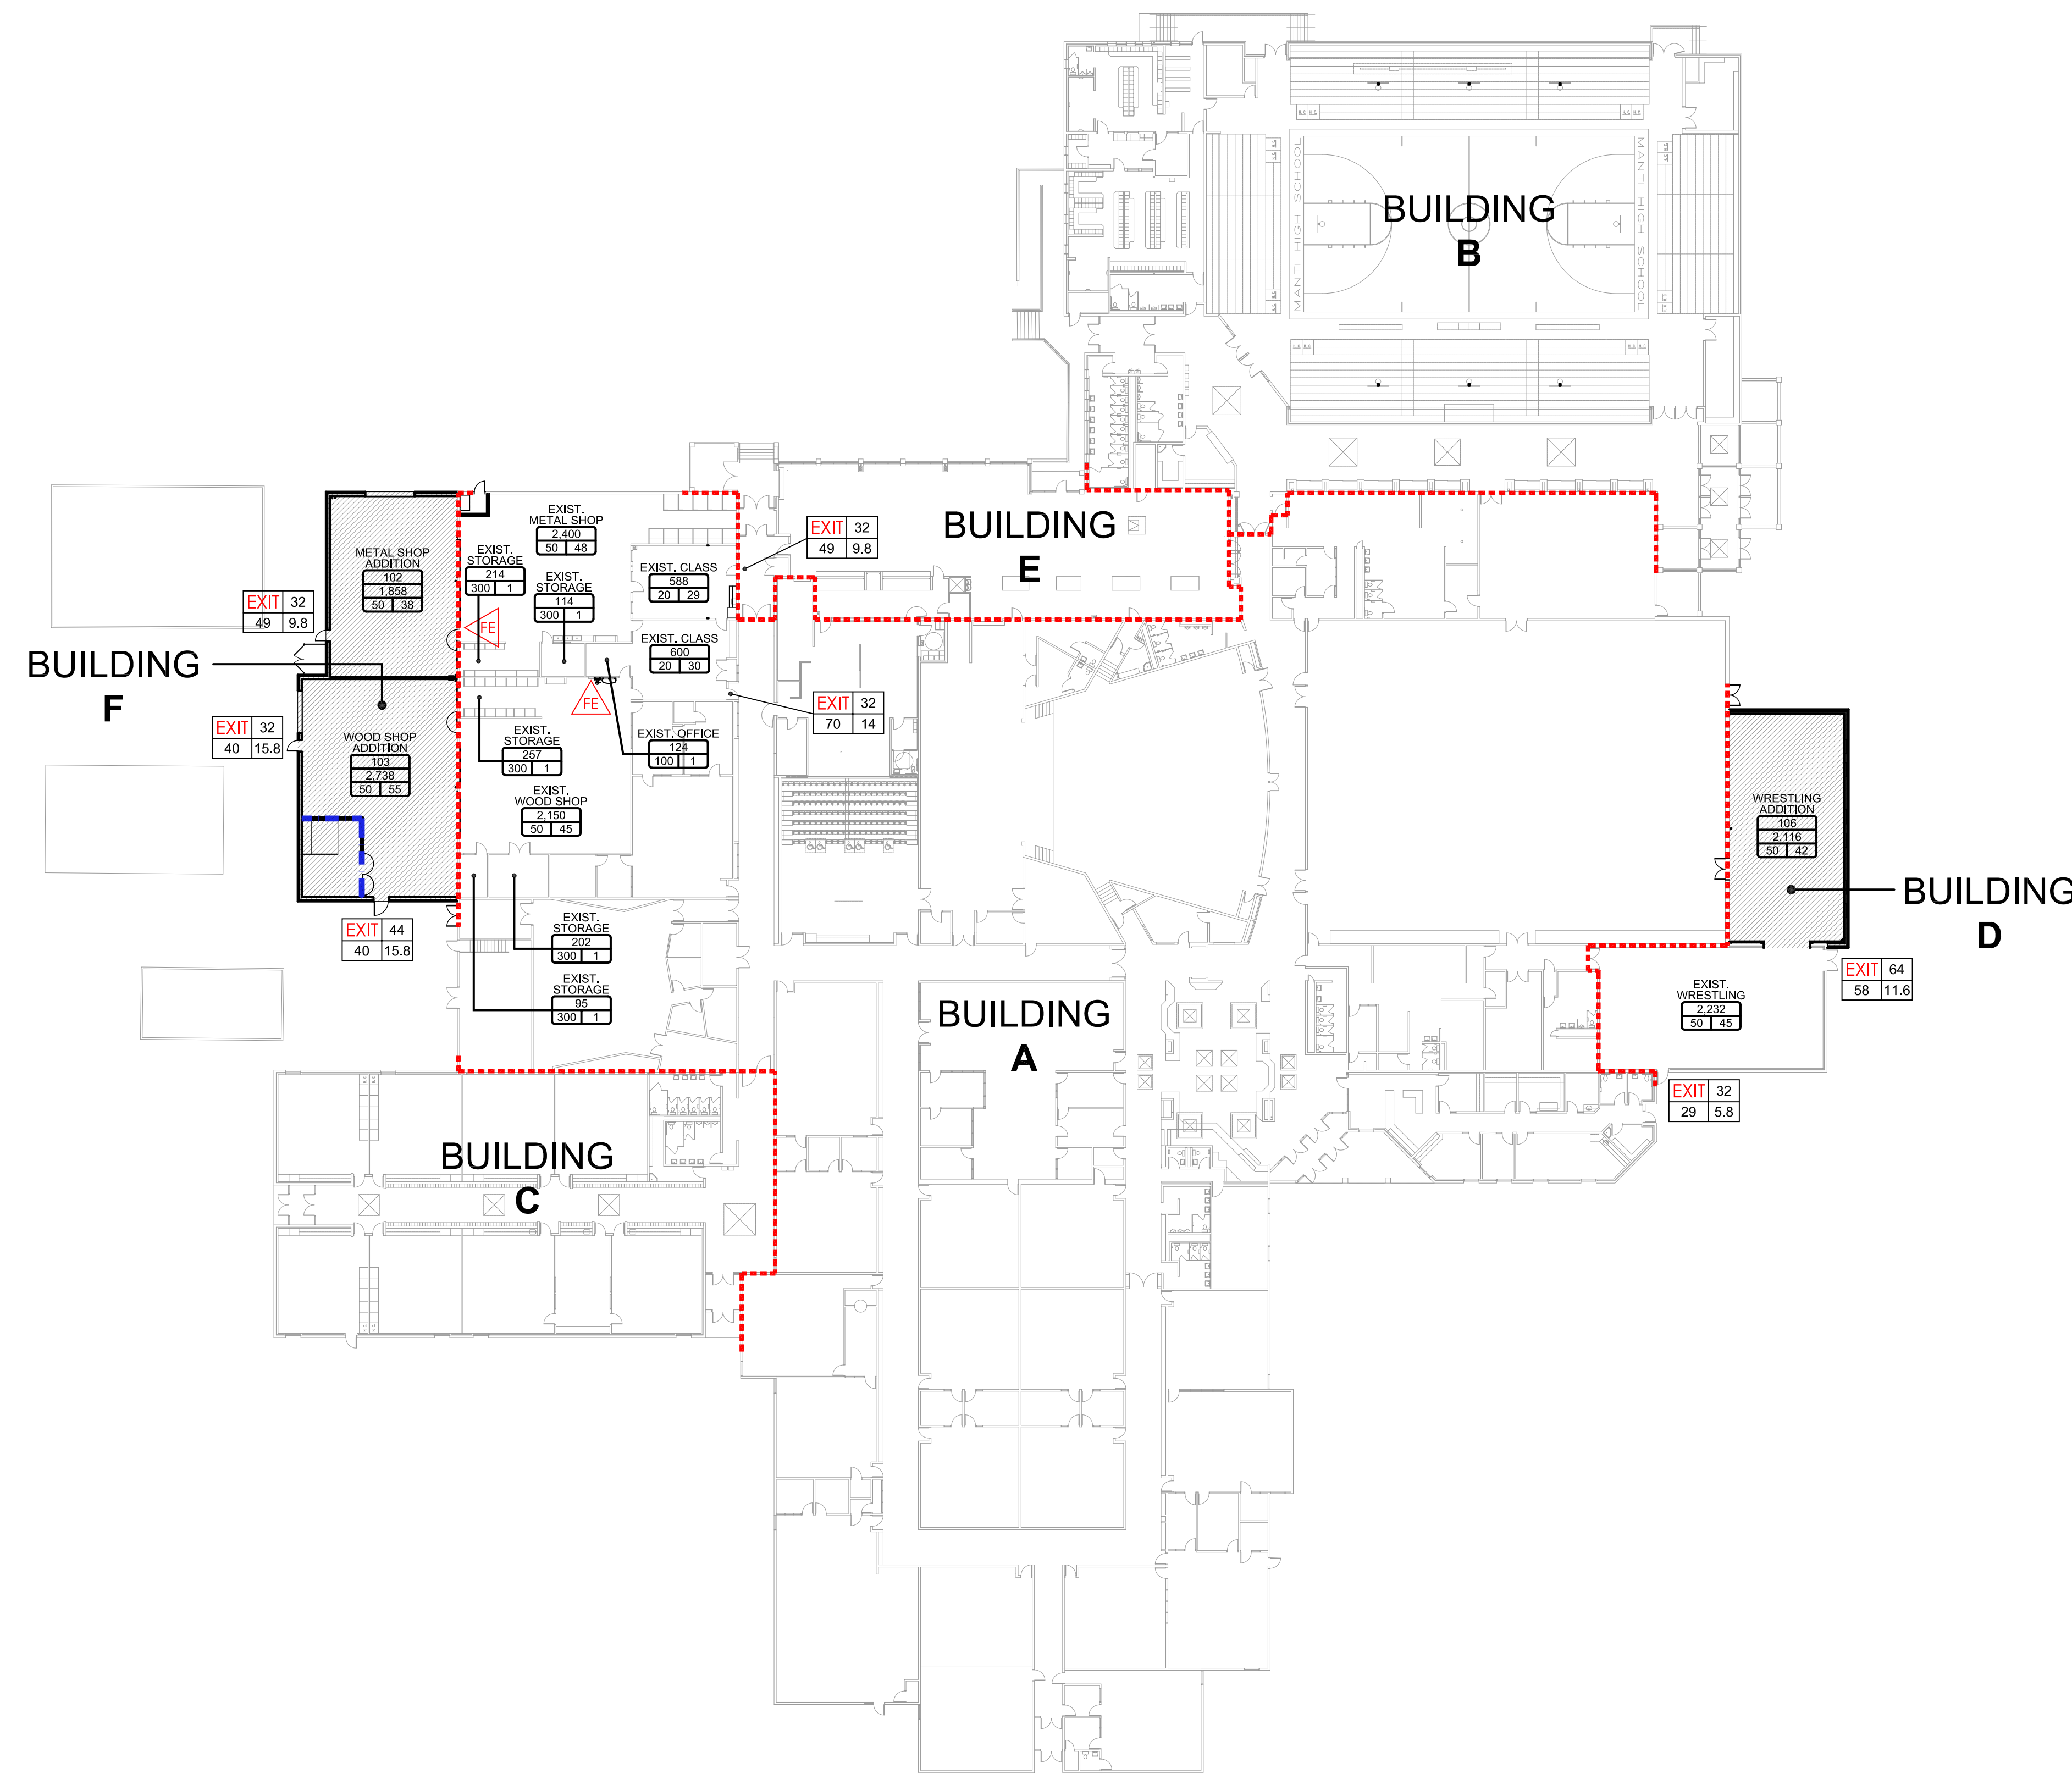 MANTI HIGH SCHOOL
MANTI HIGH SCHOOL
BUILDING
B
BUILDING
E
EXIT 32
49 9.8
METAL SHOP
ADDITION
102
1,858
50 38
EXIST.
METAL SHOP
2,400
50 48
EXIST.
STORAGE
214
300 1
EXIST.
STORAGE
114
300 1
EXIST. CLASS
588
20 29
EXIT 32
49 9.8
FE
EXIST. CLASS
600
20 30
BUILDING
F
FE
EXIT 32
70 14
EXIT 32
40 15.8
WOOD SHOP
ADDITION
103
2,738
50 55
EXIST.
STORAGE
257
300 1
EXIST. OFFICE
124
100 1
EXIST.
WOOD SHOP
2,150
50 45
WRESTLING
ADDITION
106
2,116
50 42
BUILDING
D
EXIT 44
40 15.8
EXIST.
STORAGE
202
300 1
EXIST.
STORAGE
95
300 1
BUILDING
A
EXIST.
WRESTLING
2,232
50 45
EXIT 64
58 11.6
EXIT 32
29 5.8
BUILDING
C